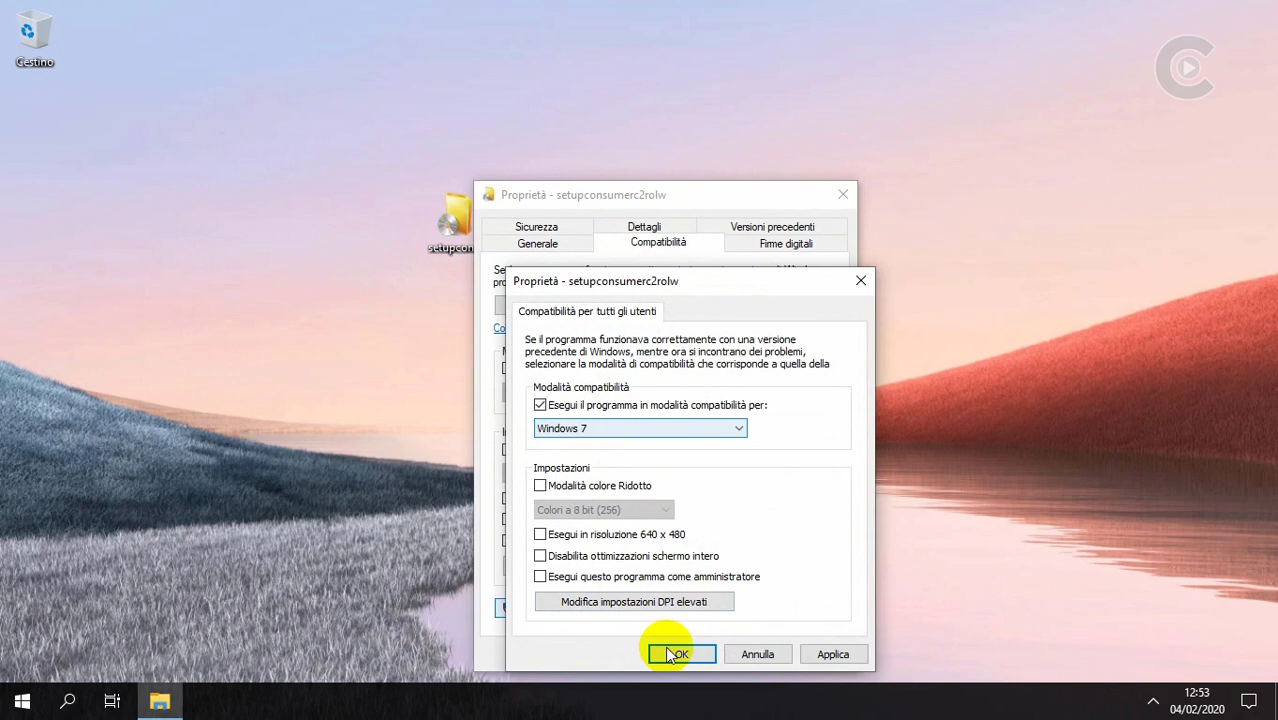 Cestino
setupcon
Proprietà - setupconsumerc2rolw
Sicurezza
Dettagli
Versioni precedenti
Generale
Compatibilità
Firme digitali
Proprietà - setupconsumerc2rolw
Compatibilità per tutti gli utenti
Se il programma funzionava correttamente con una versione
precedente di Windows, mentre ora si incontrano dei problemi,
selezionare la modalità di compatibilità che corrisponde a quella della
Modalità compatibilità
Esegui il programma in modalità compatibilità per:
Windows 7
Impostazioni
Modalità colore Ridotto
Colori a 8 bit (256)
Esegui in risoluzione 640 x 480
Disabilita ottimizzazioni schermo intero
Esegui questo programma come amministratore
Modifica impostazioni DPI elevati
OK
Annulla
Applica
12:53
04/02/2020